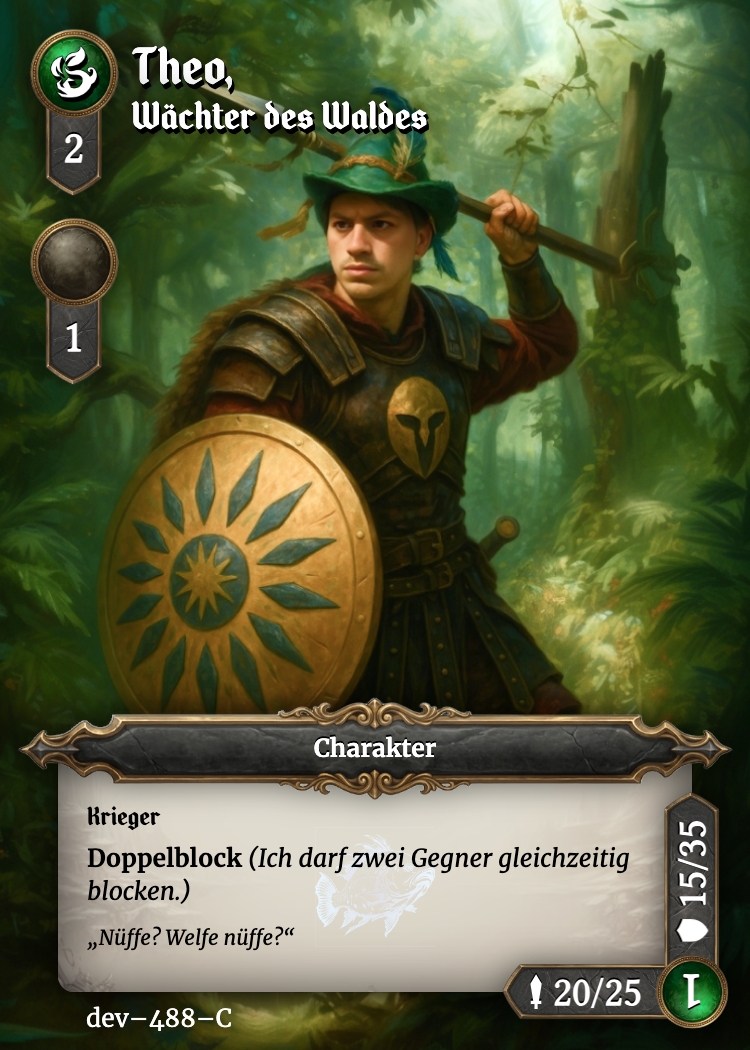 Theo,
Wächter des Waldes
2
1
Charakter
Krieger
Doppelblock (Ich darf zwei Gegner gleichzeitig
blocken.)
„Nüffe? Welfe nüffe?“
15/35
20/25
1
dev–488–C